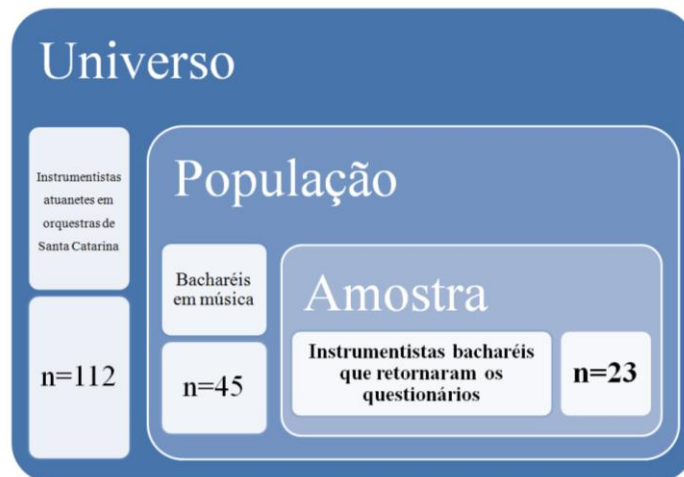 Universo
Instrumentistas
atuanetes em
orquestras de
Santa Catarina
n=112
População
Bacharéis
em música
n=45
Amostra
Instrumentistas bacharéis
que retornaram os
questionários
n=23